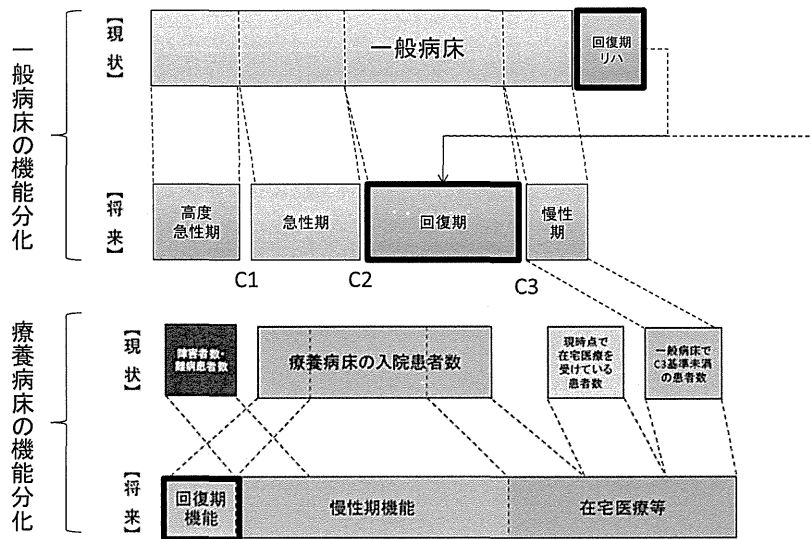 一般病床の機能分化
【現状】
一般病床
回復期
リハ
【将来】
高度
急性期
急性期
回復期
慢性
期
C1
C2
C3
療養病床の機能分化
【現状】
障害者数・
難病患者数
療養病床の入院患者数
現時点で
在宅医療を
受けている
患者数
一般病床で
C3基準未満
の患者数
【将来】
回復期
機能
慢性期機能
在宅医療等